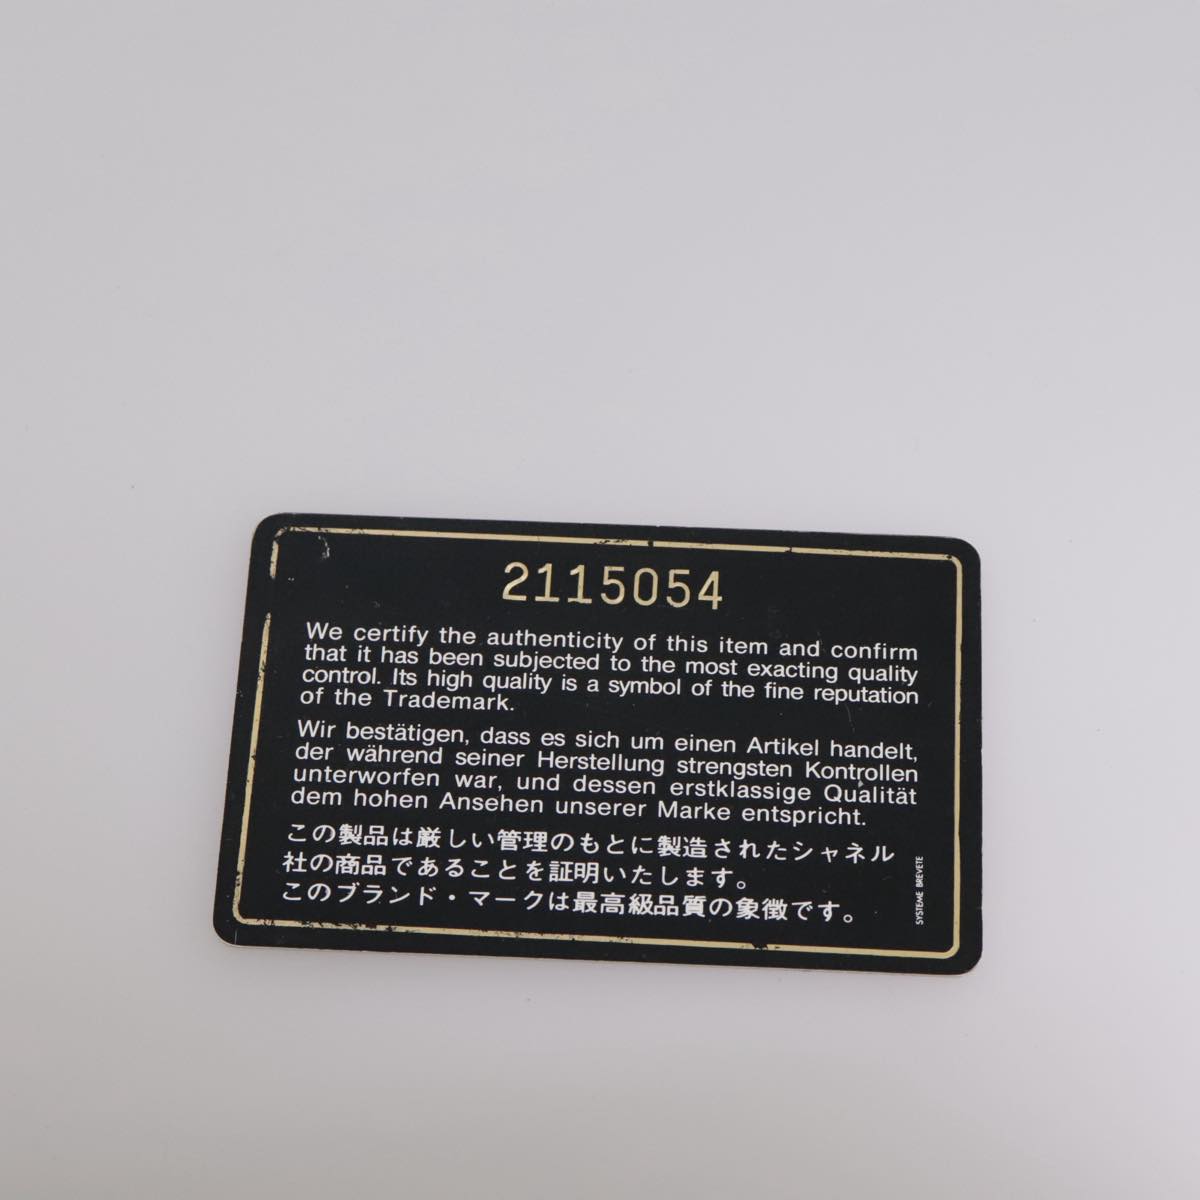 2115054
We certify the authenticity of this item and confirm
that it has been subjected to the most exacting quality
control. Its high quality is a symbol of the fine reputation
of the Trademark.
Wir bestätigen, dass es sich um einen Artikel handelt,
der während seiner Herstellung strengsten Kontrollen
unterworfen war, und dessen erstklassige Qualität
dem hohen Ansehen unserer Marke entspricht.
この製品は厳しい管理のもとに製造されたシャネル
社の商品であることを証明いたします。
このブランド・マークは最高級品質の象徴です。
SYSTEME BREVETE